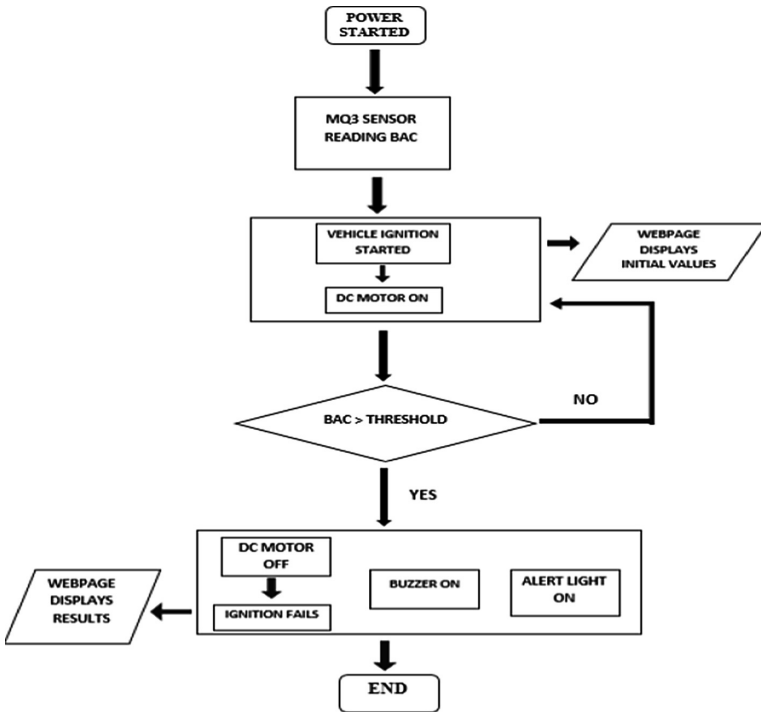 POWER
STARTED
MQ3 SENSOR
READING BAC
VEHICLE IGNITION
STARTED
DC MOTOR ON
WEBPAGE
DISPLAYS
INITIAL VALUES
BAC > THRESHOLD
NO
YES
DC MOTOR
OFF
IGNITION FAILS
BUZZER ON
ALERT LIGHT
ON
WEBPAGE
DISPLAYS
RESULTS
END